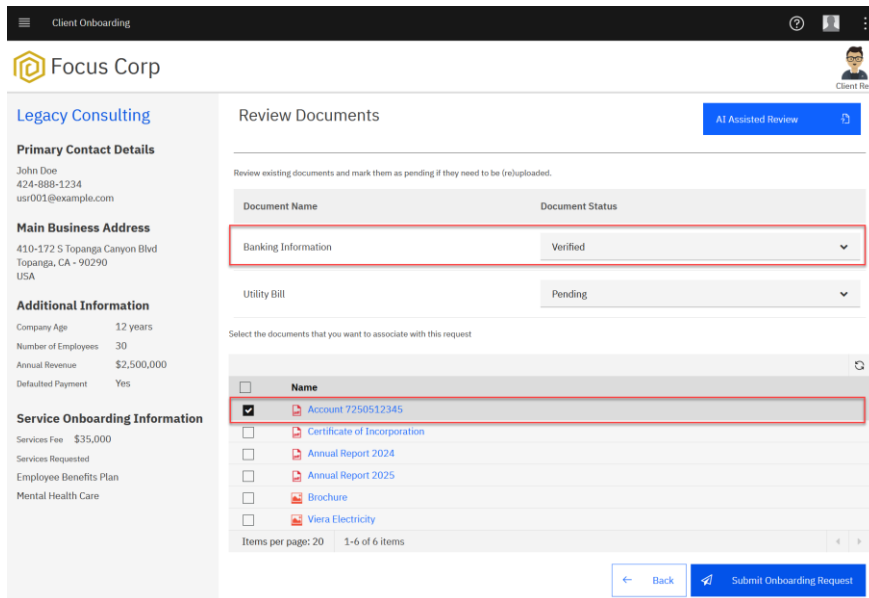 Client Onboarding
Focus Corp
Client Re
Legacy Consulting
Primary Contact Details
John Doe
424-888-1234
usr001@example.com
Main Business Address
410-172 S Topanga Canyon Blvd
Topanga, CA - 90290
USA
Additional Information
Company Age 12 years
Number of Employees 30
Annual Revenue $2,500,000
Defaulted Payment Yes
Service Onboarding Information
Services Fee $35,000
Services Requested
Employee Benefits Plan
Mental Health Care
Review Documents
AI Assisted Review
Review existing documents and mark them as pending if they need to be (re)uploaded.
Document Name Document Status
Banking Information Verified
Utility Bill Pending
Select the documents that you want to associate with this request
Name
Account 7250512345
Certificate of Incorporation
Annual Report 2024
Annual Report 2025
Brochure
Viera Electricity
Items per page: 20 1-6 of 6 items
Back
Submit Onboarding Request